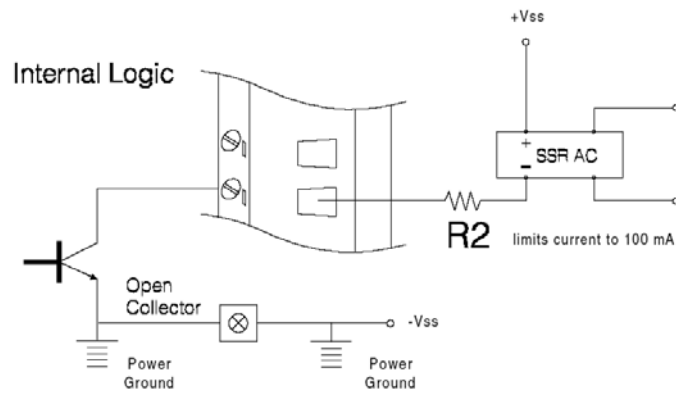 +Vss
Internal Logic
+
-
SSR AC
R2
limits current to 100 mA
Open
Collector
-Vss
Power
Ground
Power
Ground